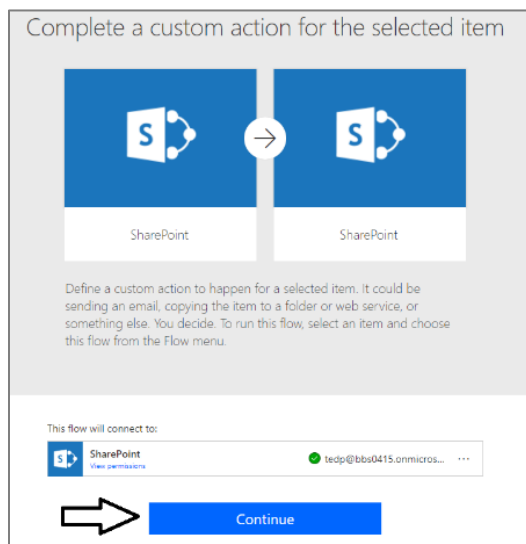 Complete a custom action for the selected item
S
S
SharePoint
SharePoint
Define a custom action to happen for a selected item. It could be
sending an email, copying the item to a folder or web service, or
something else. You decide. To run this flow, select an item and choose
this flow from the Flow menu.
This flow will connect to:
S
SharePoint
View permissions
tedp@bbs0415.onmicros...
...
Continue